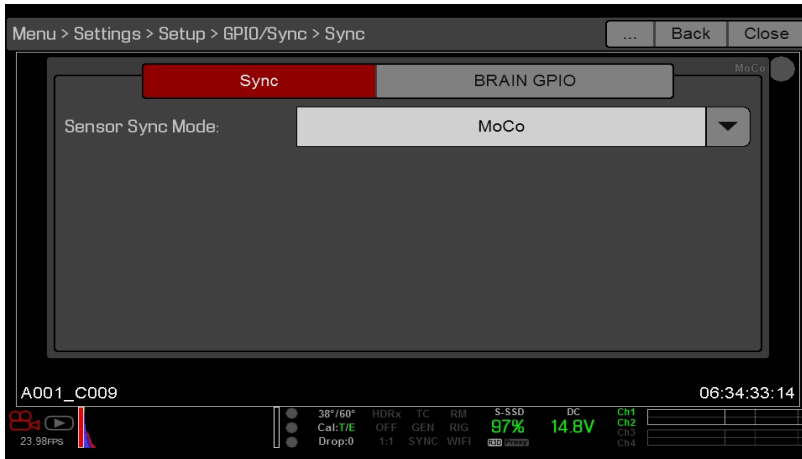 Menu > Settings > Setup > GPIO/Sync > Sync ... Back Close
MoCo
Sync BRAIN GPIO
Sensor Sync Mode: MoCo
A001_C009 06:34:33:14
38°/60° HDRx TC RM S-SSD DC Ch1
Cal:T/E OFF GEN RIG 97% 14.8V Ch2
Ch3
23.98FPS Drop:0 1:1 SYNC WIFI R3D Proxy Ch4